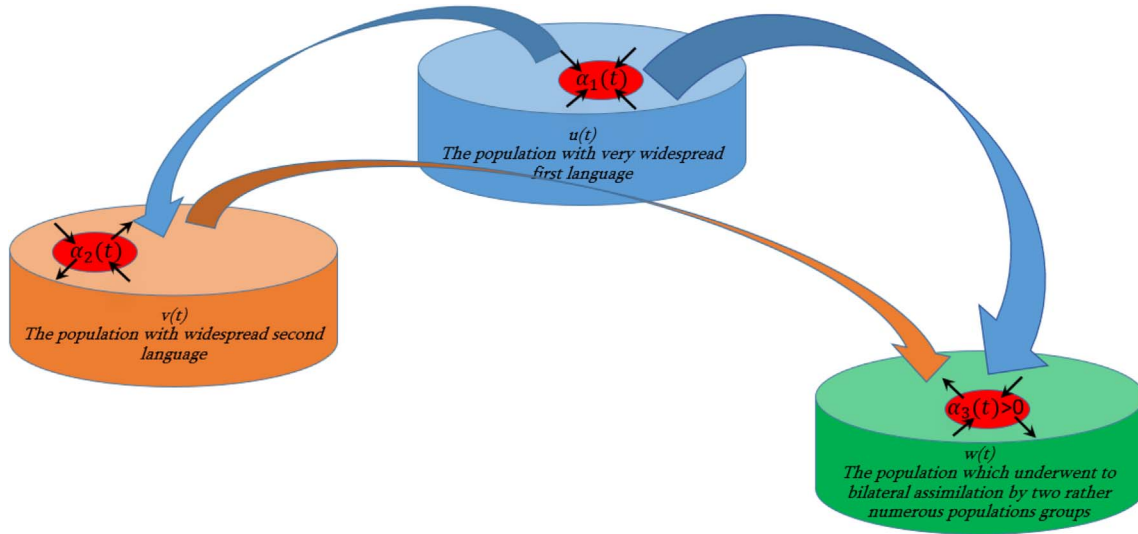 α₁(t)
u(t)
The population with very widespread
first language
α₂(t)
v(t)
The population with widespread second
language
α₃(t)>0
w(t)
The population which underwent to
bilateral assimilation by two rather
numerous populations groups